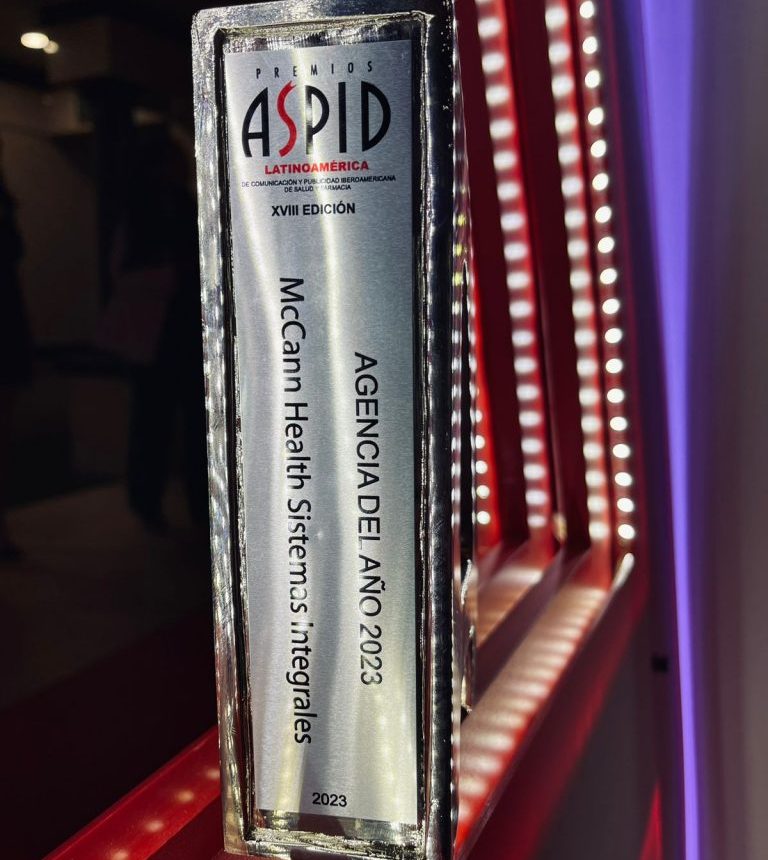 PREMIOS
ASPID
LATINOAMÉRICA
DE COMUNICACIÓN Y PUBLICIDAD IBEROAMERICANA
DE SALUD Y FARMACIA
XVIII EDICIÓN
AGENCIA DEL AÑO 2023
McCann Health Sistemas Integrales
2023